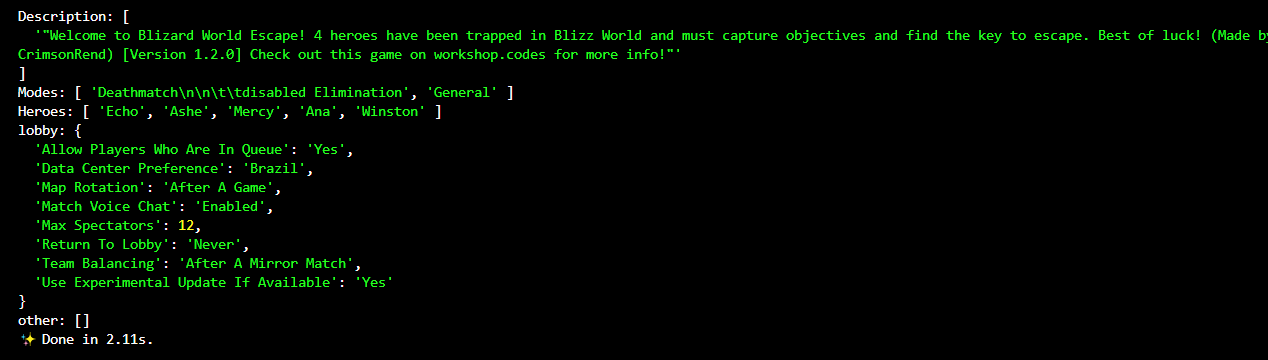 Description: [
  '"Welcome to Blizard World Escape! 4 heroes have been trapped in Blizz World and must capture objectives and find the key to escape. Best of luck! (Made by
CrimsonRend) [Version 1.2.0] Check out this game on workshop.codes for more info!"'
]
Modes: [ 'Deathmatch\n\n\t\tdisabled Elimination', 'General' ]
Heroes: [ 'Echo', 'Ashe', 'Mercy', 'Ana', 'Winston' ]
lobby: {
  'Allow Players Who Are In Queue': 'Yes',
  'Data Center Preference': 'Brazil',
  'Map Rotation': 'After A Game',
  'Match Voice Chat': 'Enabled',
  'Max Spectators': 12,
  'Return To Lobby': 'Never',
  'Team Balancing': 'After A Mirror Match',
  'Use Experimental Update If Available': 'Yes'
}
other: []
✨ Done in 2.11s.